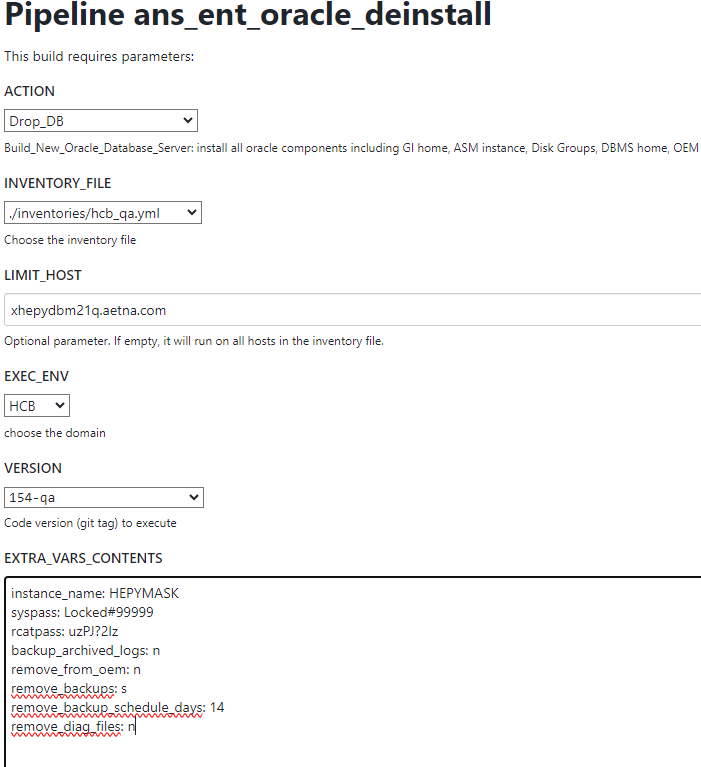 Pipeline ans_ent_oracle_deinstall
This build requires parameters:
ACTION
Drop_DB
Build_New_Oracle_Database_Server: install all oracle components including GI home, ASM instance, Disk Groups, DBMS home, OEM
INVENTORY_FILE
./inventories/hcb_qa.yml
Choose the inventory file
LIMIT_HOST
xhepydbm21q.aetna.com
Optional parameter. If empty, it will run on all hosts in the inventory file.
EXEC_ENV
HCB
choose the domain
VERSION
154-qa
Code version (git tag) to execute
EXTRA_VARS_CONTENTS
instance_name: HEPYMASK
syspass: Locked#99999
rcatpass: uzPJ?2Iz
backup_archived_logs: n
remove_from_oem: n
remove_backups: s
remove_backup_schedule_days: 14
remove_diag_files: n